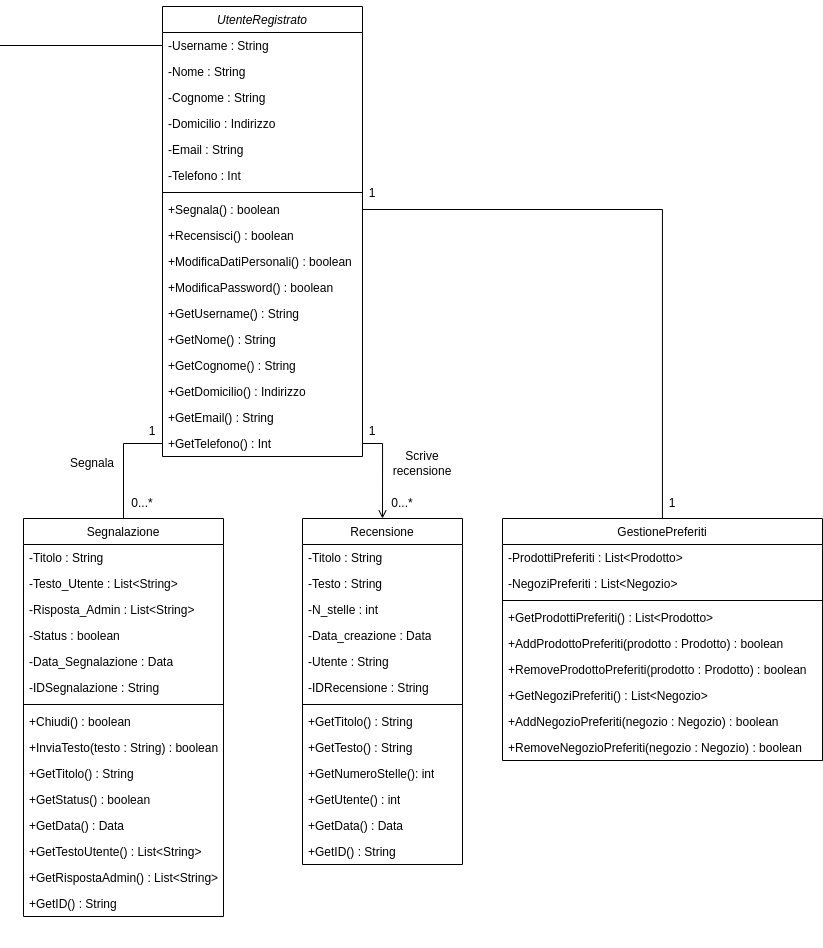 UtenteRegistrato
-Username : String
-Nome : String
-Cognome : String
-Domicilio : Indirizzo
-Email : String
-Telefono : Int
+Segnala() : boolean
+Recensisci() : boolean
+ModificaDatiPersonali() : boolean
+ModificaPassword() : boolean
+GetUsername() : String
+GetNome() : String
+GetCognome() : String
+GetDomicilio() : Indirizzo
+GetEmail() : String
+GetTelefono() : Int
1
1
Segnala
0...*
1
Scrive
recensione
0...*
1
Segnalazione
-Titolo : String
-Testo_Utente : List<String>
-Risposta_Admin : List<String>
-Status : boolean
-Data_Segnalazione : Data
-IDSegnalazione : String
+Chiudi() : boolean
+InviaTesto(testo : String) : boolean
+GetTitolo() : String
+GetStatus() : boolean
+GetData() : Data
+GetTestoUtente() : List<String>
+GetRispostaAdmin() : List<String>
+GetID() : String
Recensione
-Titolo : String
-Testo : String
-N_stelle : int
-Data_creazione : Data
-Utente : String
-IDRecensione : String
+GetTitolo() : String
+GetTesto() : String
+GetNumeroStelle(): int
+GetUtente() : int
+GetData() : Data
+GetID() : String
GestionePreferiti
-ProdottiPreferiti : List<Prodotto>
-NegoziPreferiti : List<Negozio>
+GetProdottiPreferiti() : List<Prodotto>
+AddProdottoPreferiti(prodotto : Prodotto) : boolean
+RemoveProdottoPreferiti(prodotto : Prodotto) : boolean
+GetNegoziPreferiti() : List<Negozio>
+AddNegozioPreferiti(negozio : Negozio) : boolean
+RemoveNegozioPreferiti(negozio : Negozio) : boolean